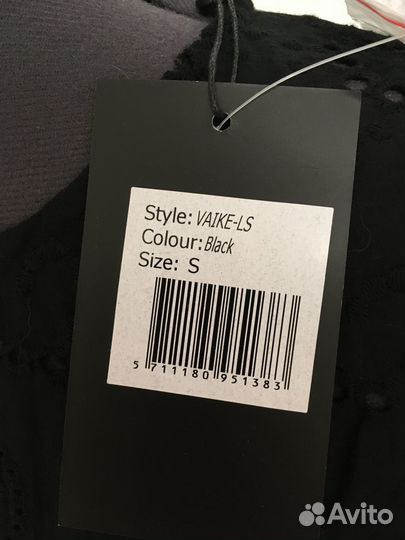 Style: VAIKE-LS
Colour: Black
Size: S
5 711180 951383
Avito